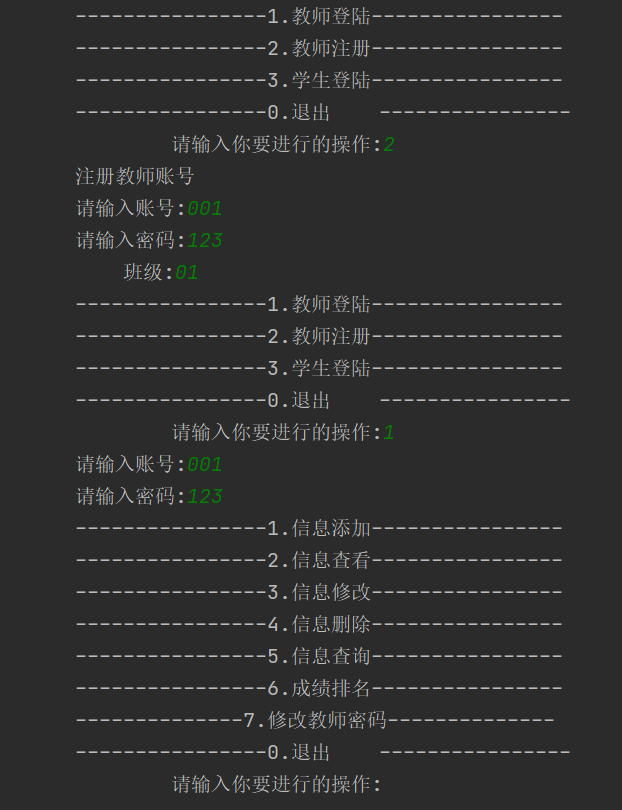 ----------------1.教师登陆----------------
----------------2.教师注册----------------
----------------3.学生登陆----------------
----------------0.退出    ----------------
        请输入你要进行的操作:2
注册教师账号
请输入账号:001
请输入密码:123
    班级:01
----------------1.教师登陆----------------
----------------2.教师注册----------------
----------------3.学生登陆----------------
----------------0.退出    ----------------
        请输入你要进行的操作:1
请输入账号:001
请输入密码:123
----------------1.信息添加----------------
----------------2.信息查看----------------
----------------3.信息修改----------------
----------------4.信息删除----------------
----------------5.信息查询----------------
----------------6.成绩排名----------------
--------------7.修改教师密码--------------
----------------0.退出    ----------------
        请输入你要进行的操作: